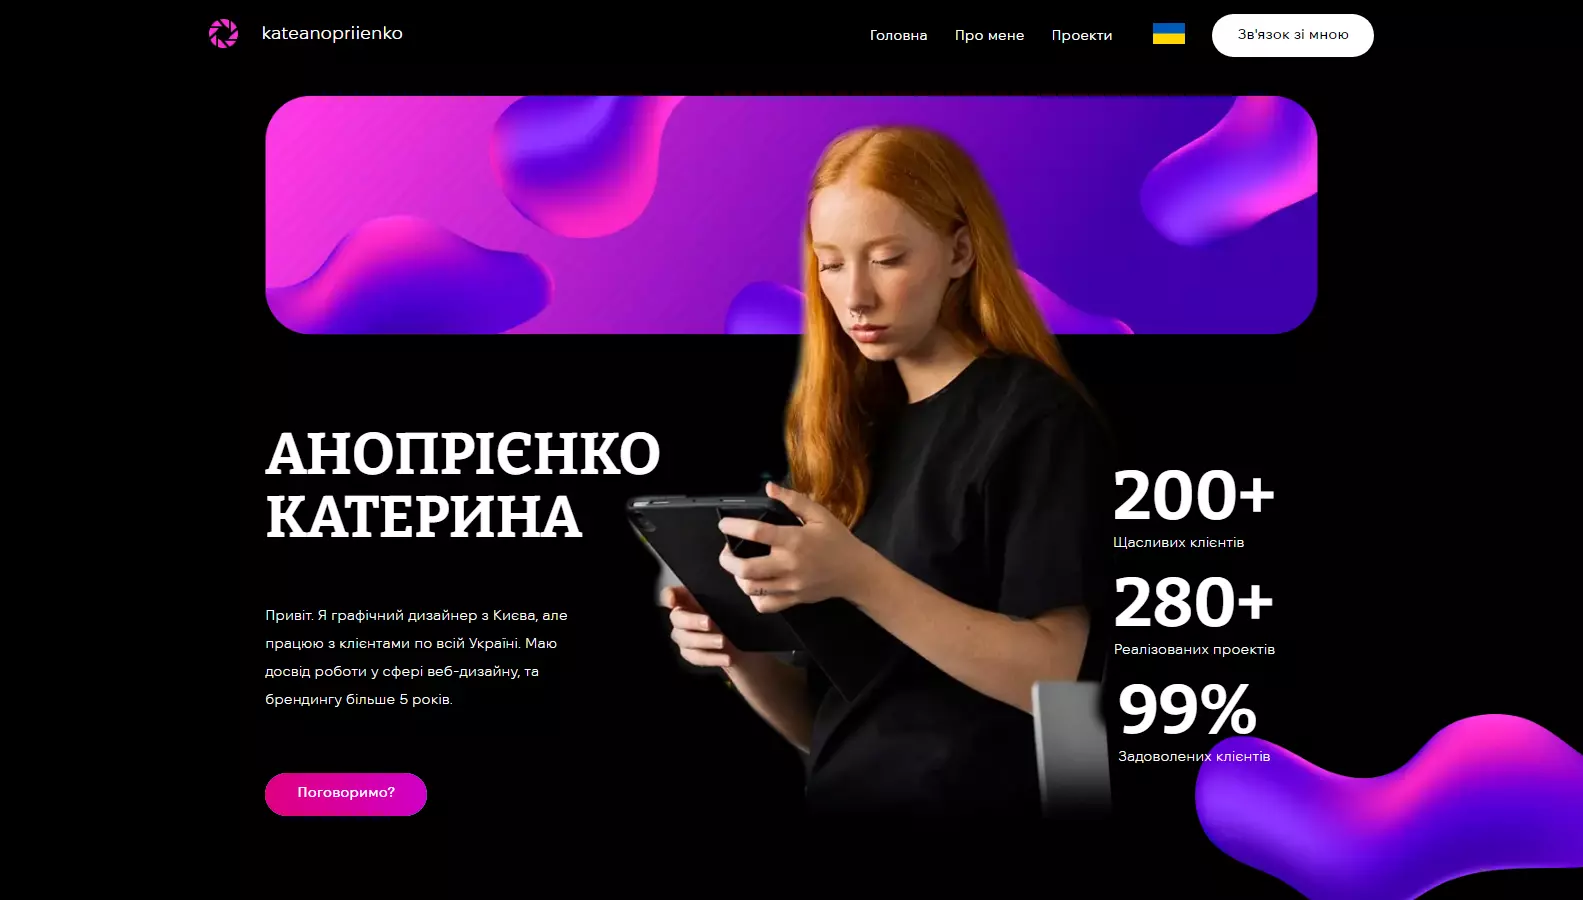 kateanopriienko
Головна
Про мене
Проекти
Зв'язок зі мною
АНОПРІЄНКО
КАТЕРИНА
Привіт. Я графічний дизайнер з Києва, але
працюю з клієнтами по всій Україні. Маю
досвід роботи у сфері веб-дизайну, та
брендингу більше 5 років.
Поговоримо?
200+
Щасливих клієнтів
280+
Реалізованих проектів
99%
Задоволених клієнтів